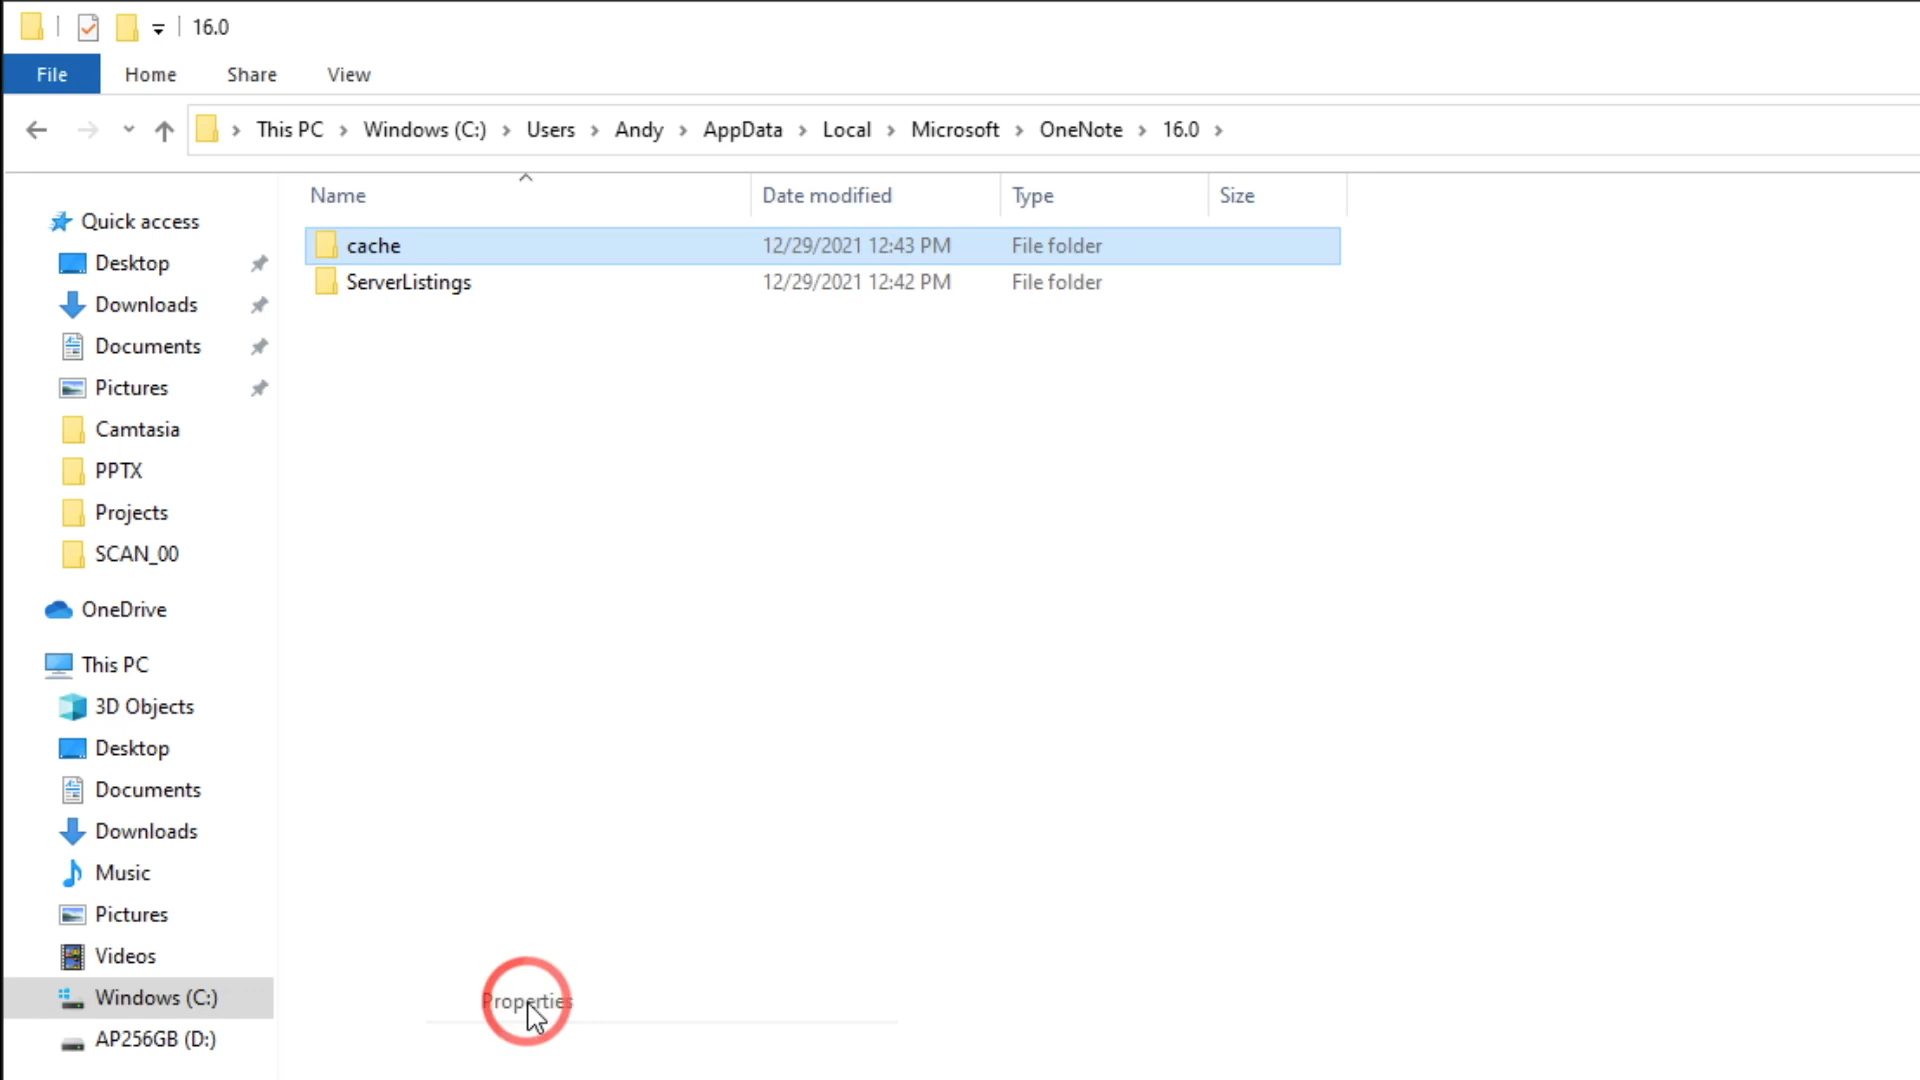 16.0
File Home Share View
This PC Windows (C:) Users Andy AppData Local Microsoft OneNote 16.0
Name Date modified Type Size
cache 12/29/2021 12:43 PM File folder
ServerListings 12/29/2021 12:42 PM File folder
Quick access
Desktop
Downloads
Documents
Pictures
Camtasia
PPTX
Projects
SCAN_00
OneDrive
This PC
3D Objects
Desktop
Documents
Downloads
Music
Pictures
Videos
Windows (C:)
AP256GB (D:)
Properties